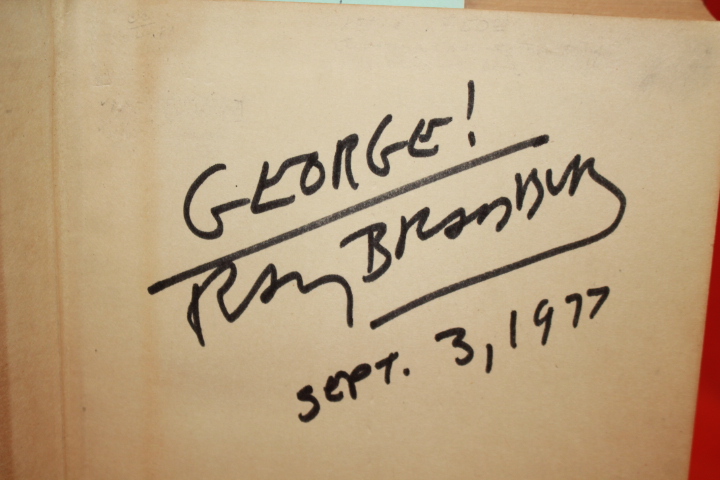 GEORGE!
Ray Bradbury
Sept. 3, 1977